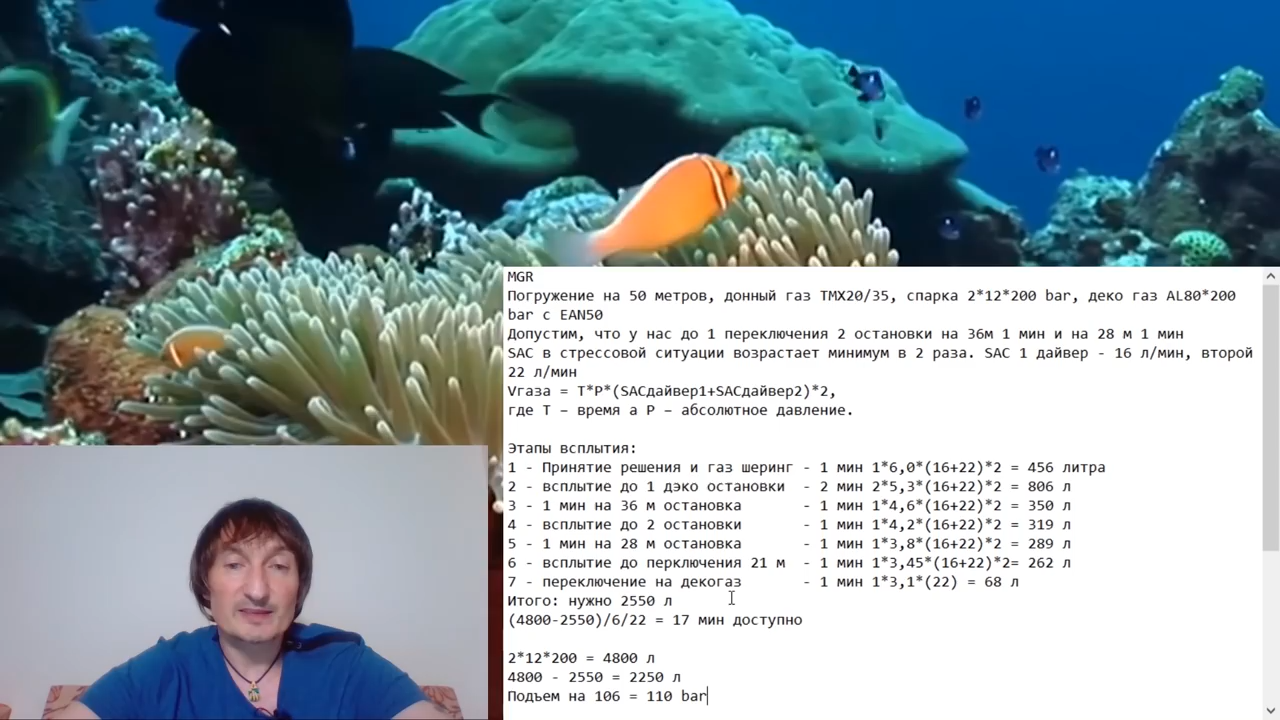 MGR
Погружение на 50 метров, донный газ TMX20/35, спарка 2*12*200 bar, деко газ AL80*200
bar с EAN50
Допустим, что у нас до 1 переключения 2 остановки на 36м 1 мин и на 28 м 1 мин
SAC в стрессовой ситуации возрастает минимум в 2 раза. SAC 1 дайвер - 16 л/мин, второй
22 л/мин
Vгаза = T*P*(SACдайвер1+SACдайвер2)*2,
где T – время а P – абсолютное давление.
Этапы всплытия:
1 - Принятие решения и газ шеринг - 1 мин 1*6,0*(16+22)*2 = 456 литра
2 - всплытие до 1 дэко остановки - 2 мин 2*5,3*(16+22)*2 = 806 л
3 - 1 мин на 36 м остановка - 1 мин 1*4,6*(16+22)*2 = 350 л
4 - всплытие до 2 остановки - 1 мин 1*4,2*(16+22)*2 = 319 л
5 - 1 мин на 28 м остановка - 1 мин 1*3,8*(16+22)*2 = 289 л
6 - всплытие до перключения 21 м - 1 мин 1*3,45*(16+22)*2= 262 л
7 - переключение на декогаз - 1 мин 1*3,1*(22) = 68 л
Итого: нужно 2550 л
(4800-2550)/6/22 = 17 мин доступно
2*12*200 = 4800 л
4800 - 2550 = 2250 л
Подъем на 106 = 110 bar